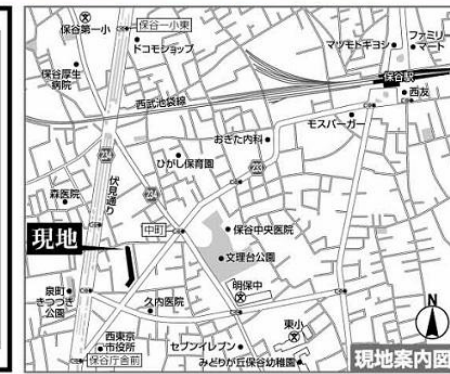 保谷第一小
保谷一小東
ドコモショップ
マツモトキヨシ
ファミリー
マート
保谷厚生
病院
保谷駅
西友
西武池袋線
モスバーガー
おぎた内科
234
ひがし保育園
233
伏見通り
234
森医院
中町
保谷中央医院
現地
文理台公園
明保中
泉町
きつつき
公園
久内医院
N
東小
西東京
市役所
セブンイレブン
保谷庁舎前
みどりが丘保谷幼稚園
現地案内図